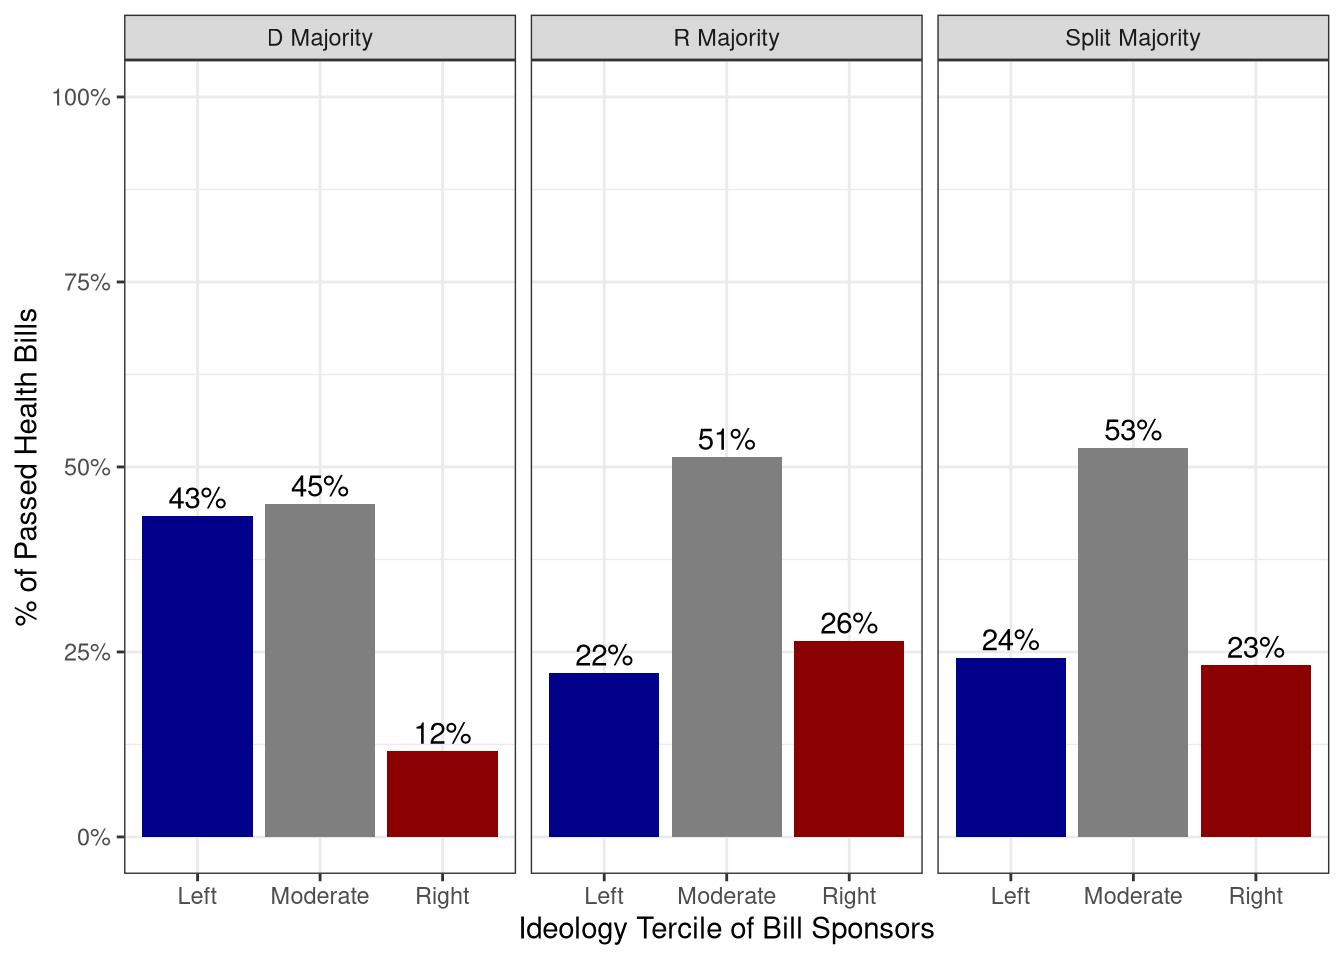 D Majority
R Majority
Split Majority
% of Passed Health Bills
100%
75%
50%
25%
0%
43%
45%
12%
22%
51%
26%
24%
53%
23%
Left
Moderate
Right
Left
Moderate
Right
Left
Moderate
Right
Ideology Tercile of Bill Sponsors